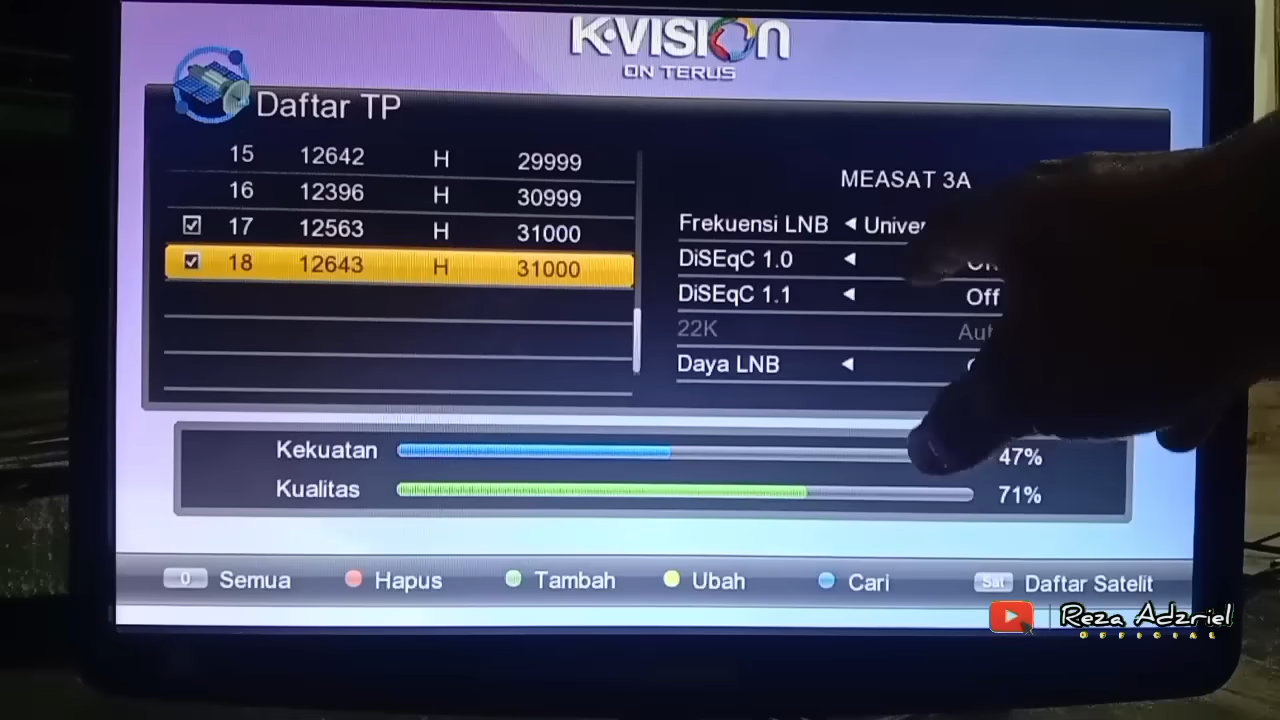 K-VISION
ON TERUS
Daftar TP
15 12642 H 29999
16 12396 H 30999
17 12563 H 31000
18 12643 H 31000
MEASAT 3A
Frekuensi LNB
DiSEqC 1.0
DiSEqC 1.1 Off
22K
Daya LNB
Kekuatan 47%
Kualitas 71%
0 Semua Hapus Tambah Ubah Cari Sat Daftar Satelit
Reza Adzriel
OFFICIAL